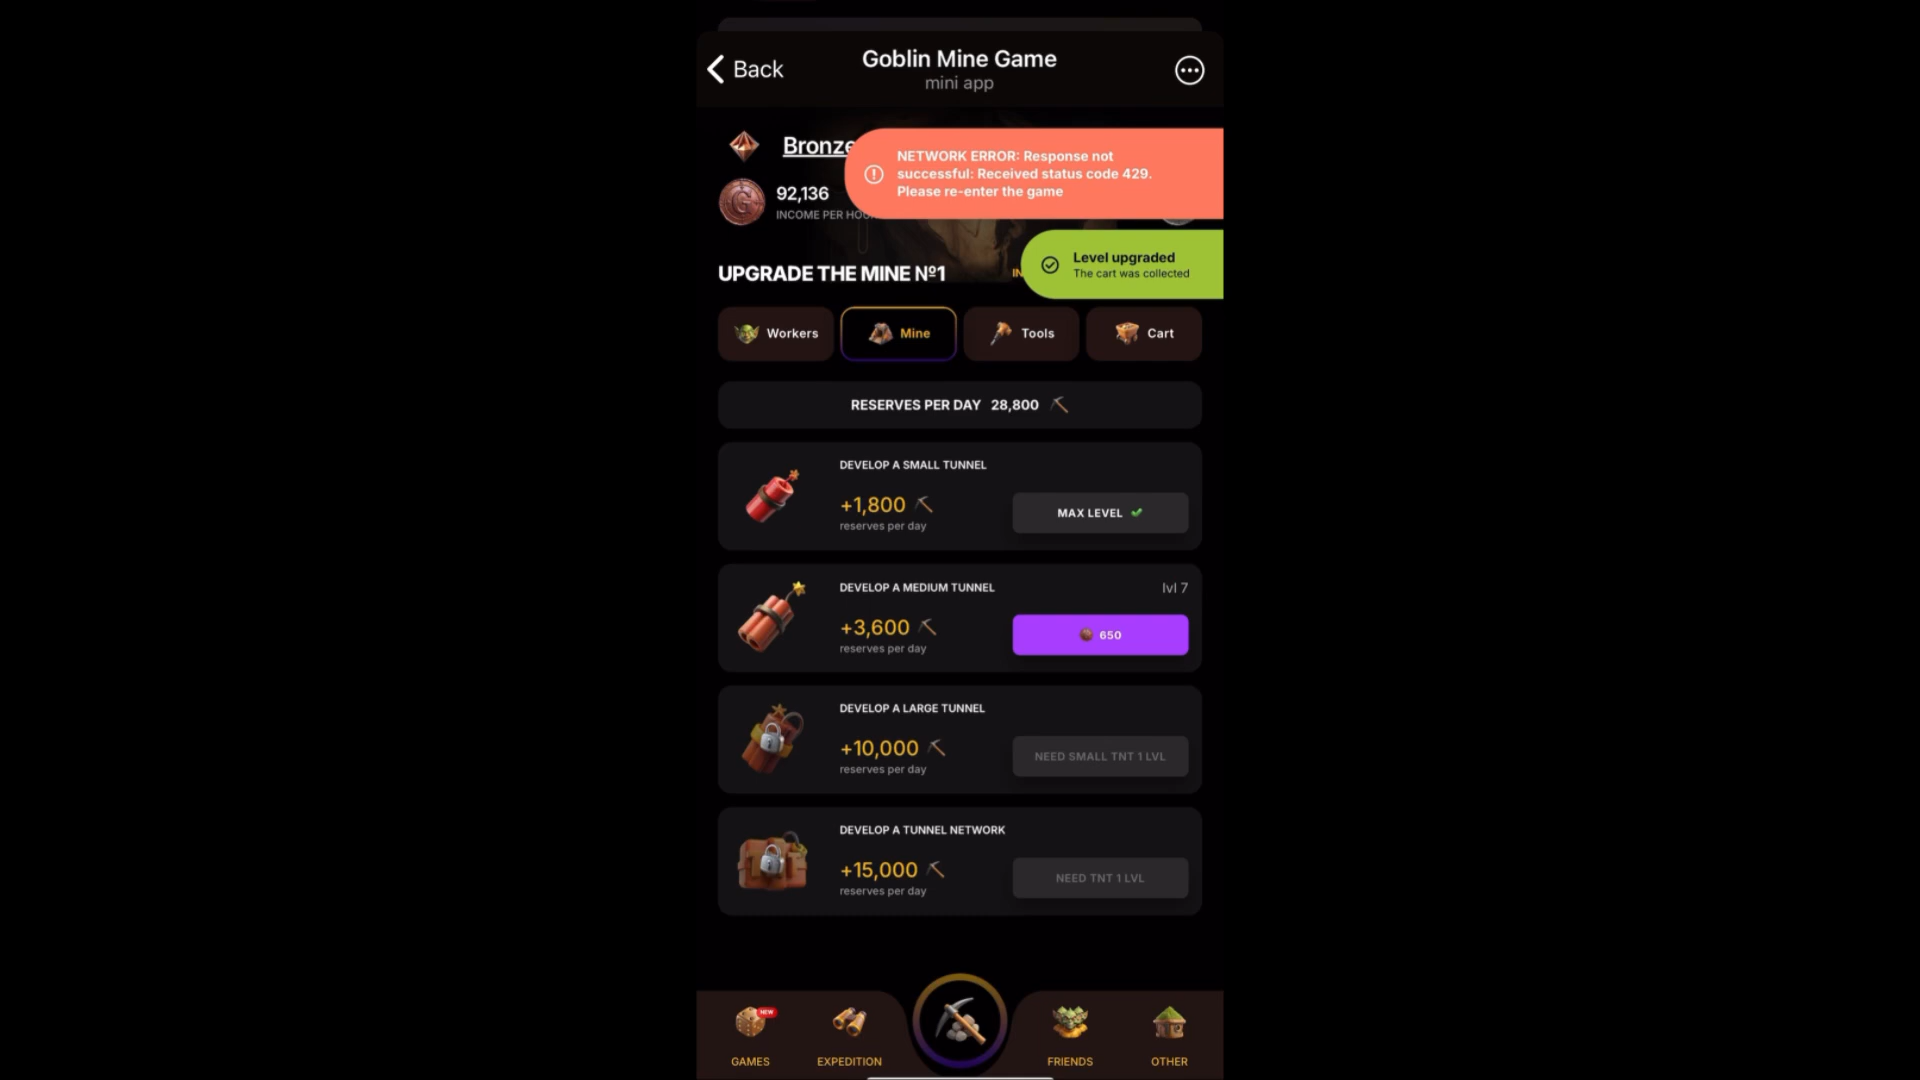 Back
Goblin Mine Game
mini app
Bronze
NETWORK ERROR: Response not
successful: Received status code 429.
Please re-enter the game
92,136
INCOME PER HOU
Level upgraded
The cart was collected
UPGRADE THE MINE №1
IN
Workers
Mine
Tools
Cart
RESERVES PER DAY 28,800
DEVELOP A SMALL TUNNEL
+1,800
reserves per day
MAX LEVEL
DEVELOP A MEDIUM TUNNEL
lvl 7
+3,600
reserves per day
650
DEVELOP A LARGE TUNNEL
+10,000
reserves per day
NEED SMALL TNT 1 LVL
DEVELOP A TUNNEL NETWORK
+15,000
reserves per day
NEED TNT 1 LVL
NEW
GAMES
EXPEDITION
FRIENDS
OTHER